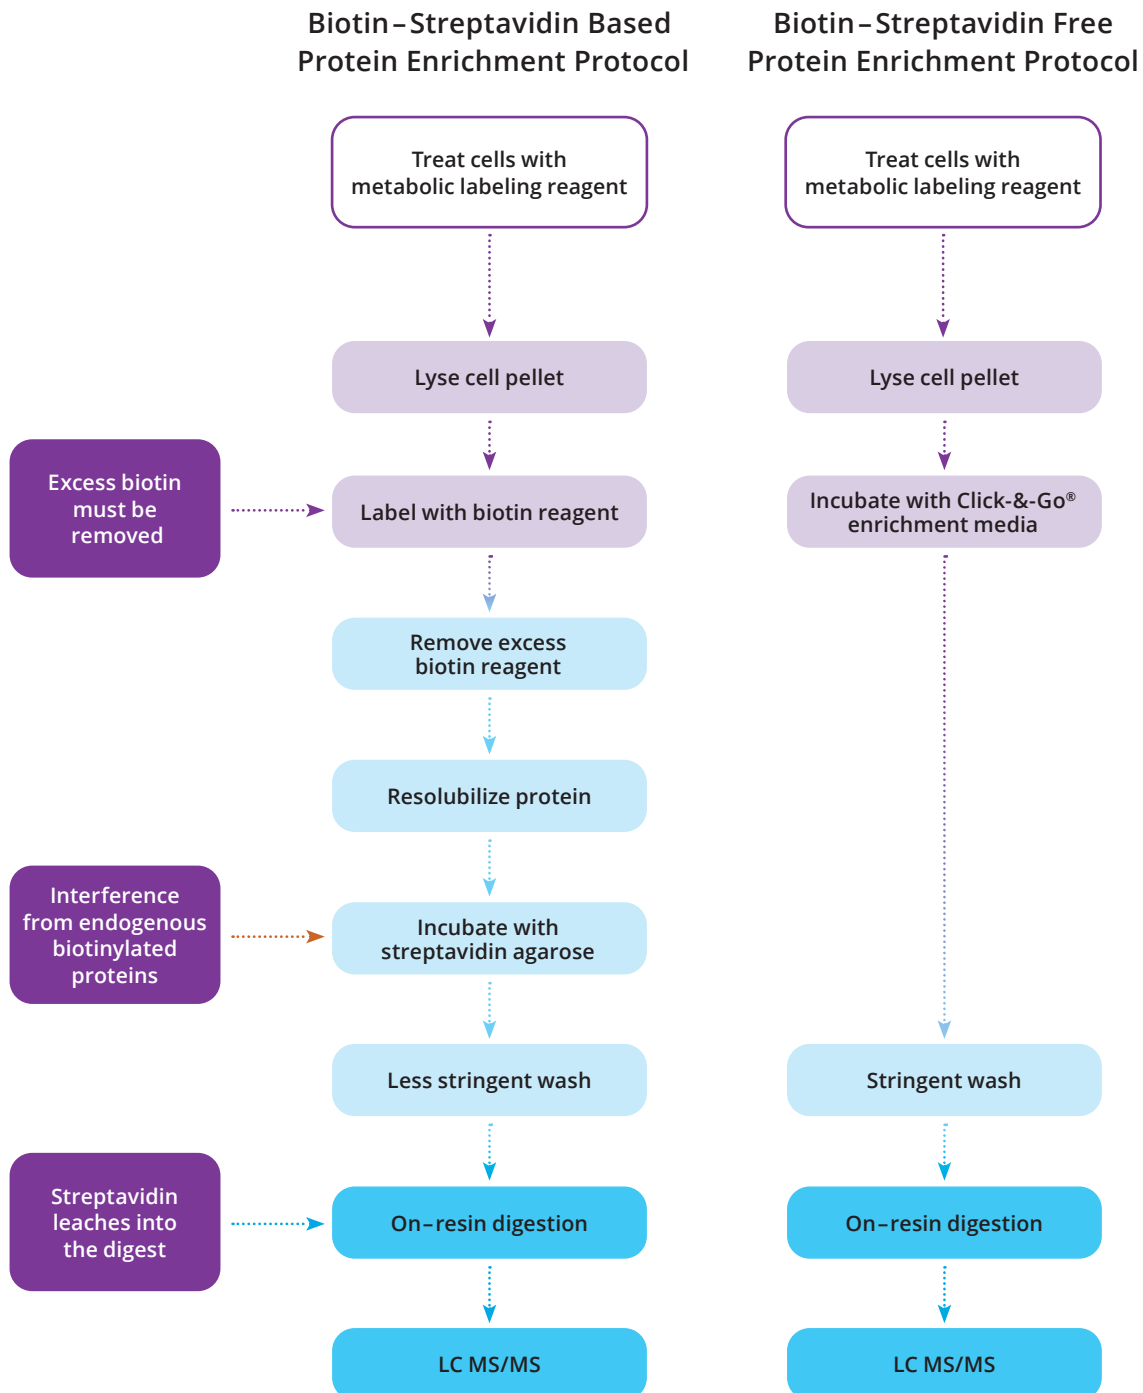 Biotin–Streptavidin Based
Protein Enrichment Protocol
Biotin–Streptavidin Free
Protein Enrichment Protocol
Treat cells with
metabolic labeling reagent
Treat cells with
metabolic labeling reagent
Lyse cell pellet
Lyse cell pellet
Excess biotin
must be
removed
Label with biotin reagent
Incubate with Click-&-Go®
enrichment media
Remove excess
biotin reagent
Resolubilize protein
Interference
from endogenous
biotinylated
proteins
Incubate with
streptavidin agarose
Less stringent wash
Stringent wash
Streptavidin
leaches into
the digest
On–resin digestion
On–resin digestion
LC MS/MS
LC MS/MS